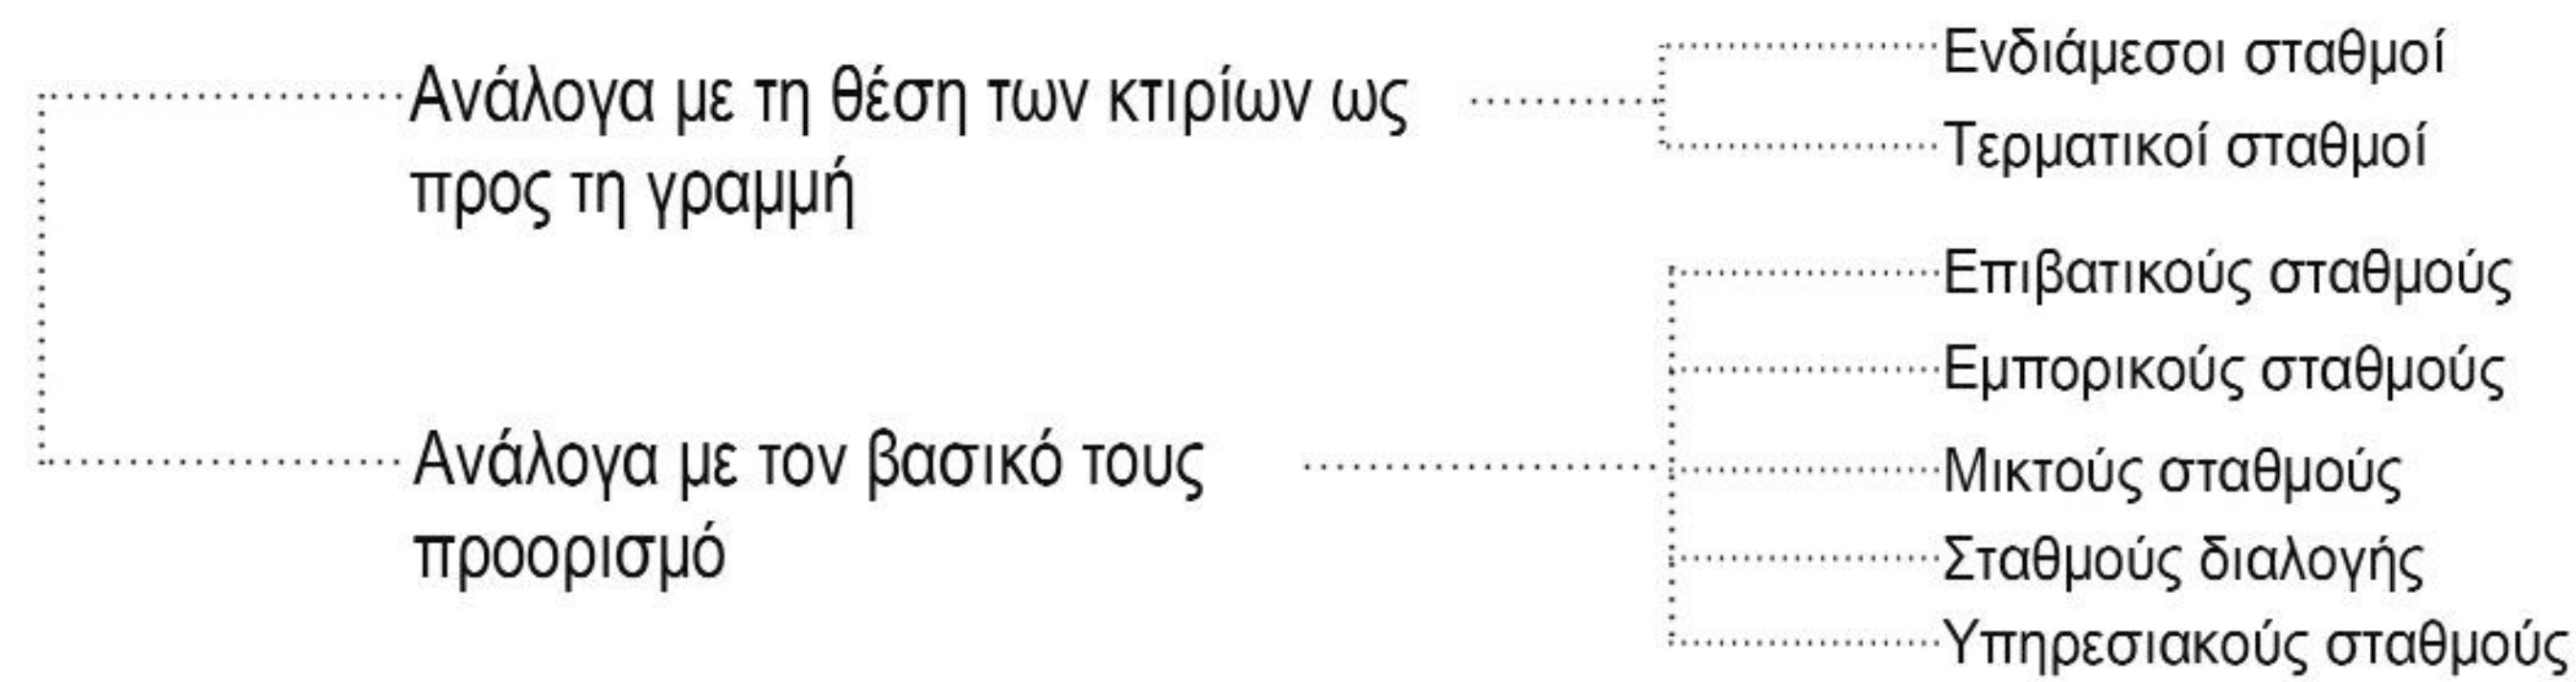 Ανάλογα με τη θέση των κτιρίων ως
προς τη γραμμή
Ενδιάμεσοι σταθμοί
Τερματικοί σταθμοί
Ανάλογα με τον βασικό τους
προορισμό
Επιβατικούς σταθμούς
Εμπορικούς σταθμούς
Μικτούς σταθμούς
Σταθμούς διαλογής
Υπηρεσιακούς σταθμούς